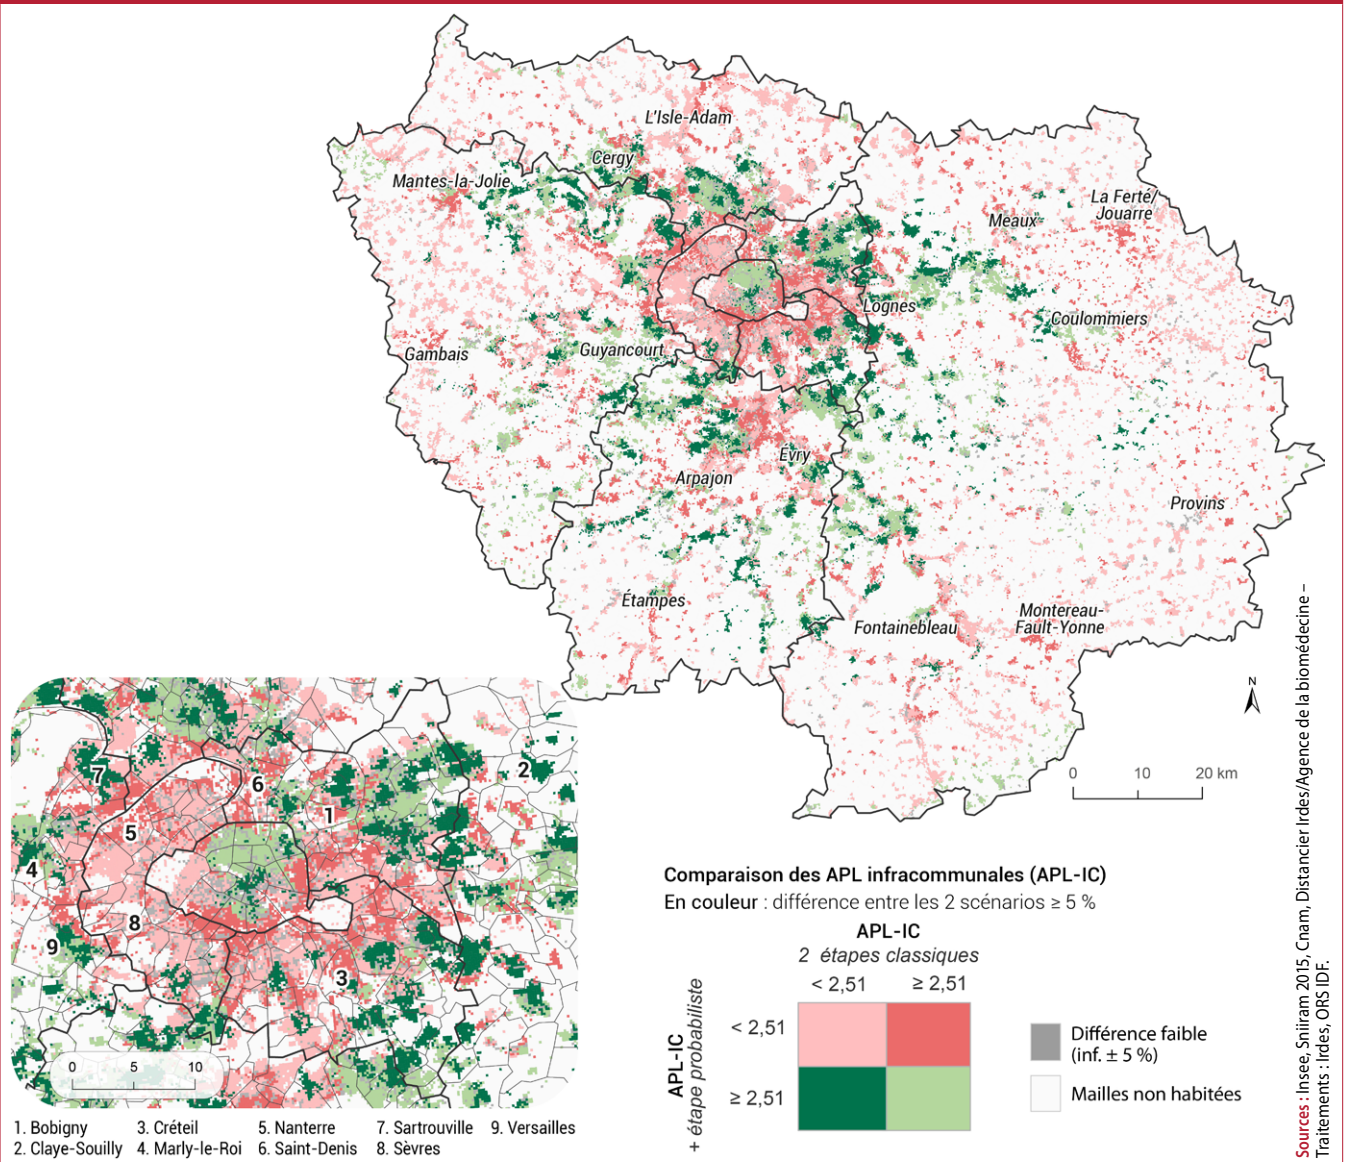 L'Isle-Adam
Cergy
Mantes-la-Jolie
La Ferté/
Jouarre
Meaux
Lognes
Coulommiers
Gambais
Guyancourt
Evry
Arpajon
Provins
Étampes
Fontainebleau
Montereau-
Fault-Yonne
N
0 10 20 km
7
2
6
1
5
4
8
9
3
0 5 10
1. Bobigny 3. Créteil 5. Nanterre 7. Sartrouville 9. Versailles
2. Claye-Souilly 4. Marly-le-Roi 6. Saint-Denis 8. Sèvres
Comparaison des APL infracommunales (APL-IC)
En couleur : différence entre les 2 scénarios ≥ 5 %
APL-IC
2 étapes classiques
< 2,51 ≥ 2,51
APL-IC
+ étape probabiliste
< 2,51
≥ 2,51
Différence faible
(inf. ± 5 %)
Mailles non habitées
Sources : Insee, Sniiram 2015, Cnam, Distancier Irdes/Agence de la biomédecine –
Traitements : Irdes, ORS IDF.